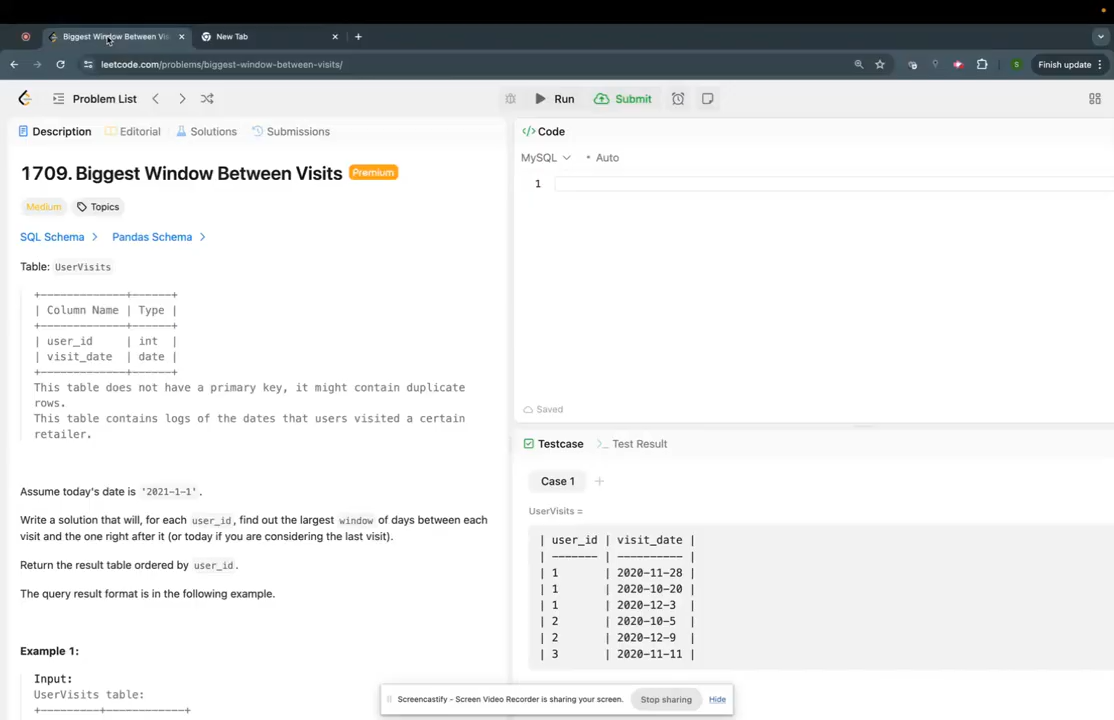 Biggest Window Between Vi
New Tab
leetcode.com/problems/biggest-window-between-visits/
S
Finish update
Problem List
Run
Submit
Description
Editorial
Solutions
Submissions
</> Code
1709. Biggest Window Between Visits
Premium
MySQL
• Auto
1
Medium
Topics
SQL Schema
Pandas Schema
Table: UserVisits
+-------------+------+
| Column Name | Type |
+-------------+------+
| user_id     | int  |
| visit_date  | date |
+-------------+------+
This table does not have a primary key, it might contain duplicate
rows.
This table contains logs of the dates that users visited a certain
retailer.
Assume today's date is '2021-1-1'.
Write a solution that will, for each user_id, find out the largest window of days between each
visit and the one right after it (or today if you are considering the last visit).
Return the result table ordered by user_id.
The query result format is in the following example.
Example 1:
Input:
UserVisits table:
+---------+------------+
Saved
Testcase
>_ Test Result
Case 1
+
UserVisits =
| user_id | visit_date |
| ------- | ---------- |
| 1       | 2020-11-28 |
| 1       | 2020-10-20 |
| 1       | 2020-12-3  |
| 2       | 2020-10-5  |
| 2       | 2020-12-9  |
| 3       | 2020-11-11 |
Screencastify - Screen Video Recorder is sharing your screen.
Stop sharing
Hide